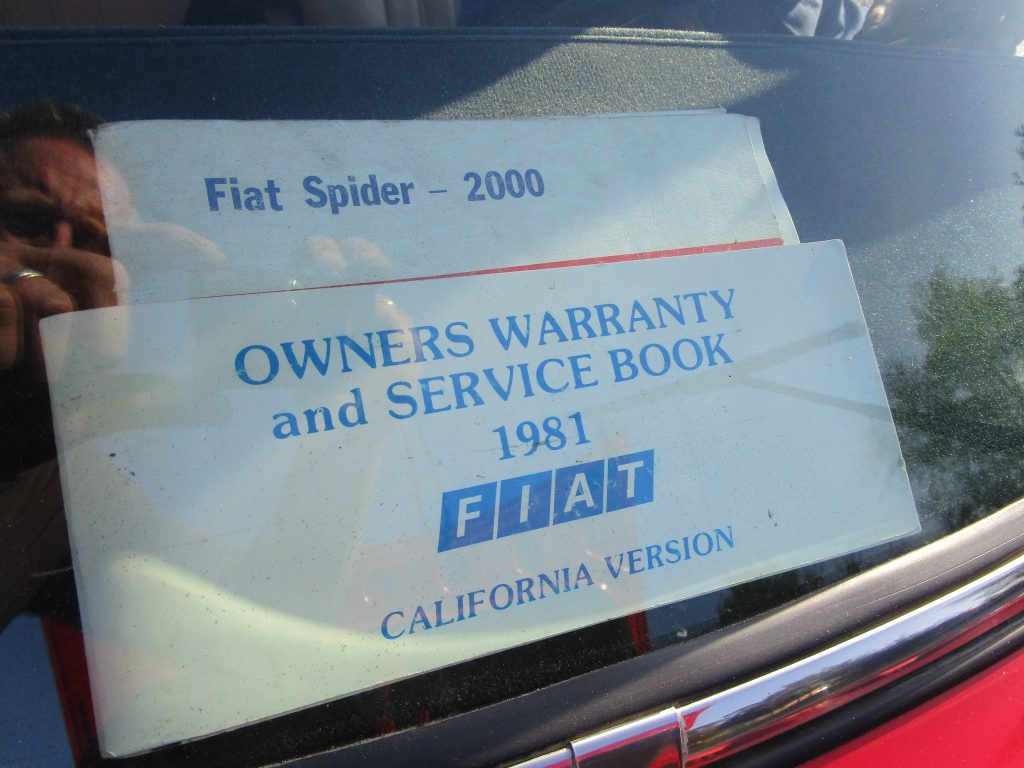 Fiat Spider - 2000
OWNERS WARRANTY
and SERVICE BOOK
1981
FIAT
CALIFORNIA VERSION